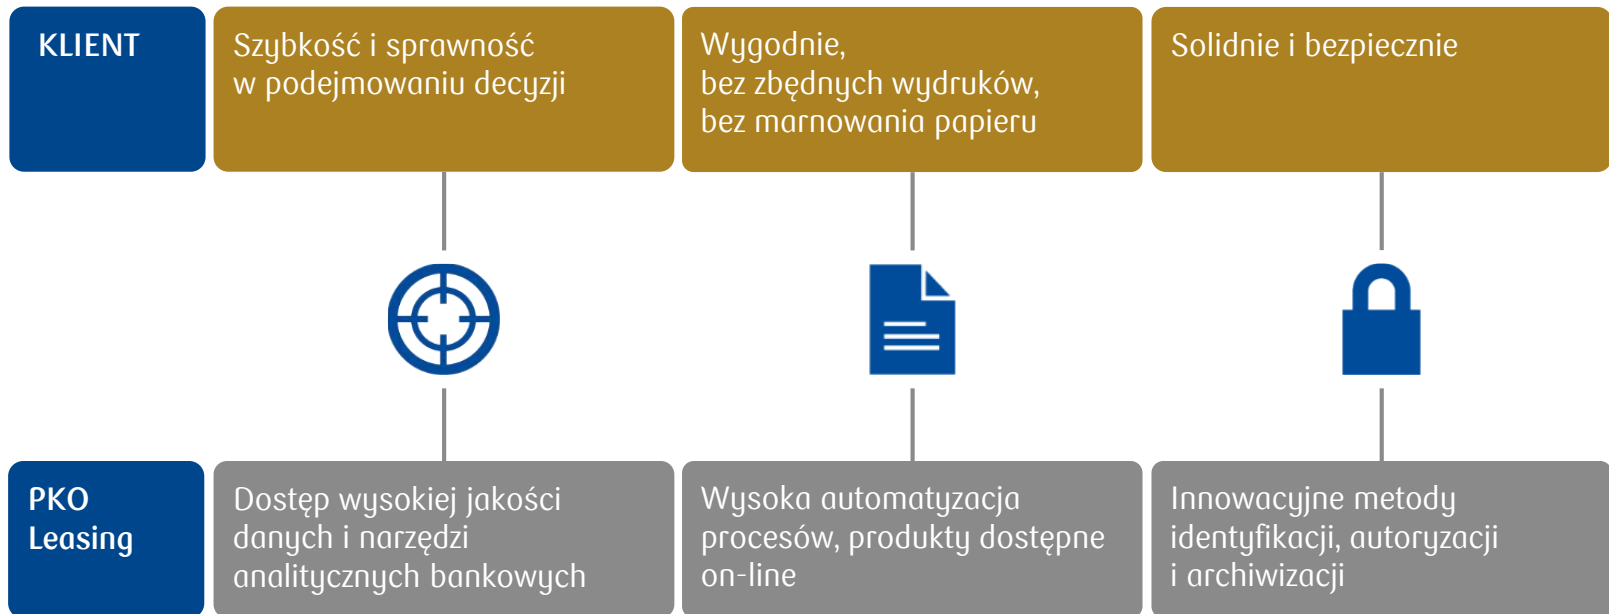 KLIENT
Szybkość i sprawność
w podejmowaniu decyzji
Wygodnie,
bez zbędnych wydruków,
bez marnowania papieru
Solidnie i bezpiecznie
PKO
Leasing
Dostęp wysokiej jakości
danych i narzędzi
analitycznych bankowych
Wysoka automatyzacja
procesów, produkty dostępne
on-line
Innowacyjne metody
identyfikacji, autoryzacji
i archiwizacji